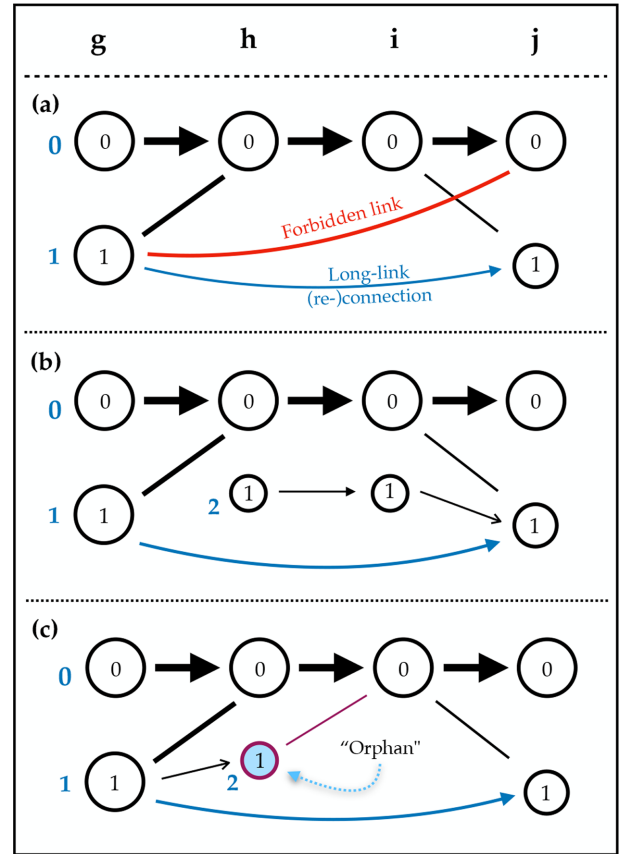 g h i j
(a)
0 0 0 0 0
Forbidden link
1 1
Long-link
(re-)connection
1
(b)
0 0 0 0 0
2 1 1
1 1
1
(c)
0 0 0 0 0
"Orphan"
1 1
2 1
1